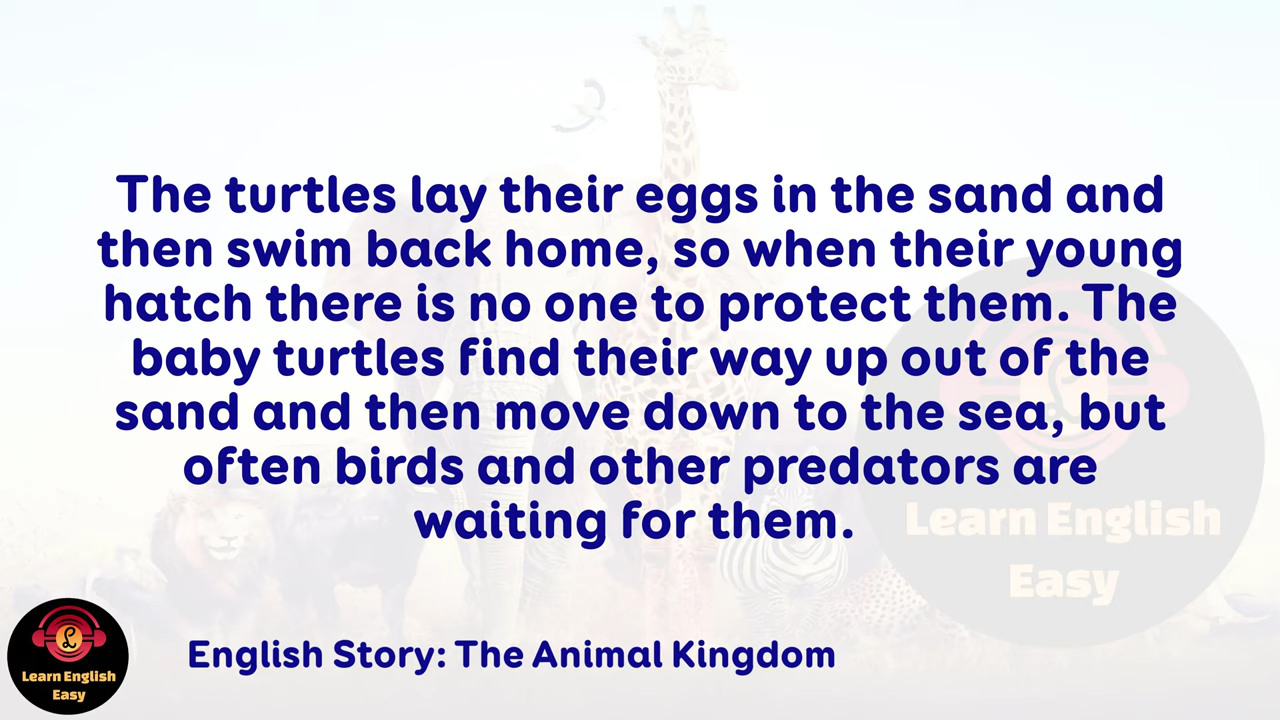 The turtles lay their eggs in the sand and
then swim back home, so when their young
hatch there is no one to protect them. The
baby turtles find their way up out of the
sand and then move down to the sea, but
often birds and other predators are
waiting for them.
Learn English
Easy
L
Learn English
Easy
English Story: The Animal Kingdom